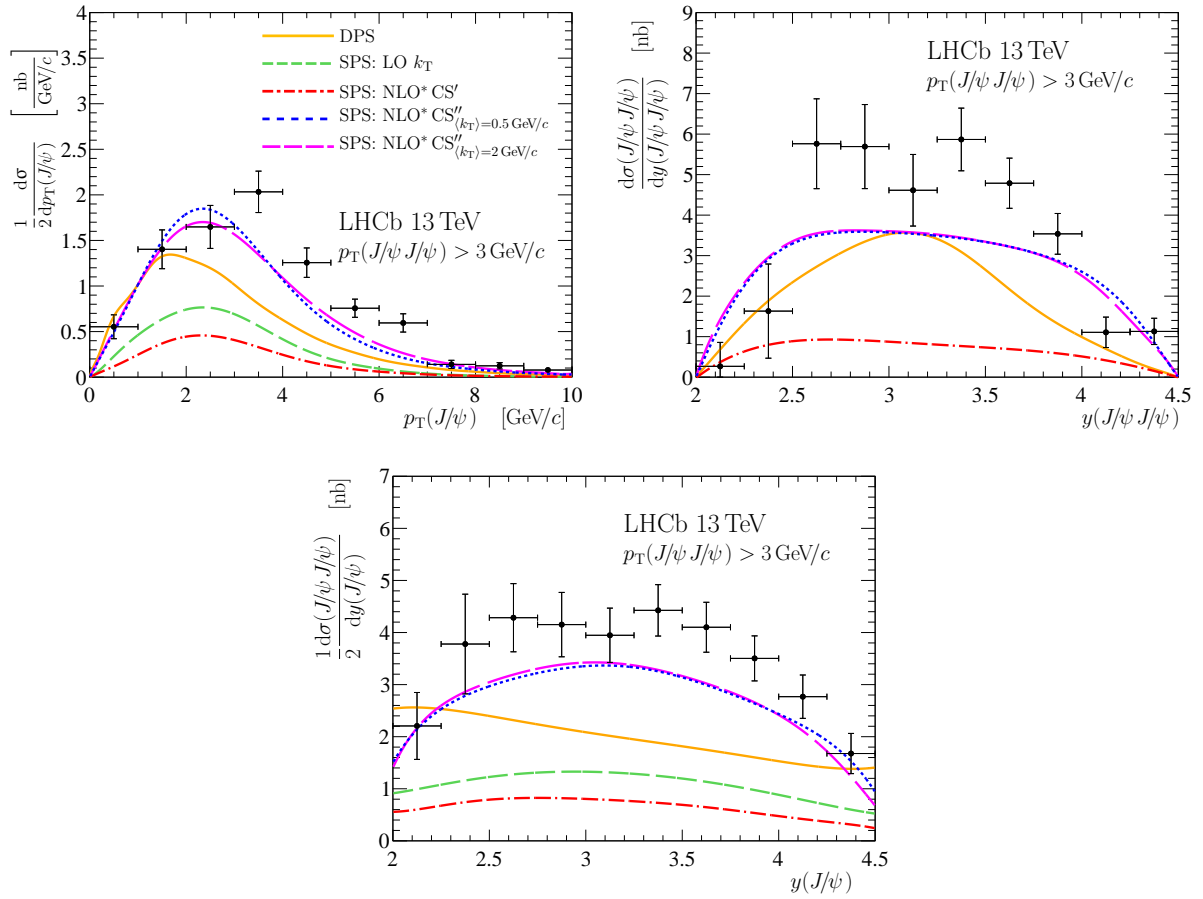 1/2 dσ/dp_T(J/ψ) [nb/GeV/c]
4
3.5
3
2.5
2
1.5
1
0.5
0
DPS
SPS: LO k_T
SPS: NLO* CS′
SPS: NLO* CS″_⟨k_T⟩=0.5 GeV/c
SPS: NLO* CS″_⟨k_T⟩=2 GeV/c
LHCb 13 TeV
p_T(J/ψ J/ψ) > 3 GeV/c
0 2 4 6 8 10
p_T(J/ψ) [GeV/c]
dσ(J/ψ J/ψ)/dy(J/ψ J/ψ) [nb]
9
8
7
6
5
4
3
2
1
0
LHCb 13 TeV
p_T(J/ψ J/ψ) > 3 GeV/c
2 2.5 3 3.5 4 4.5
y(J/ψ J/ψ)
1/2 dσ(J/ψ J/ψ)/dy(J/ψ) [nb]
7
6
5
4
3
2
1
0
LHCb 13 TeV
p_T(J/ψ J/ψ) > 3 GeV/c
2 2.5 3 3.5 4 4.5
y(J/ψ)